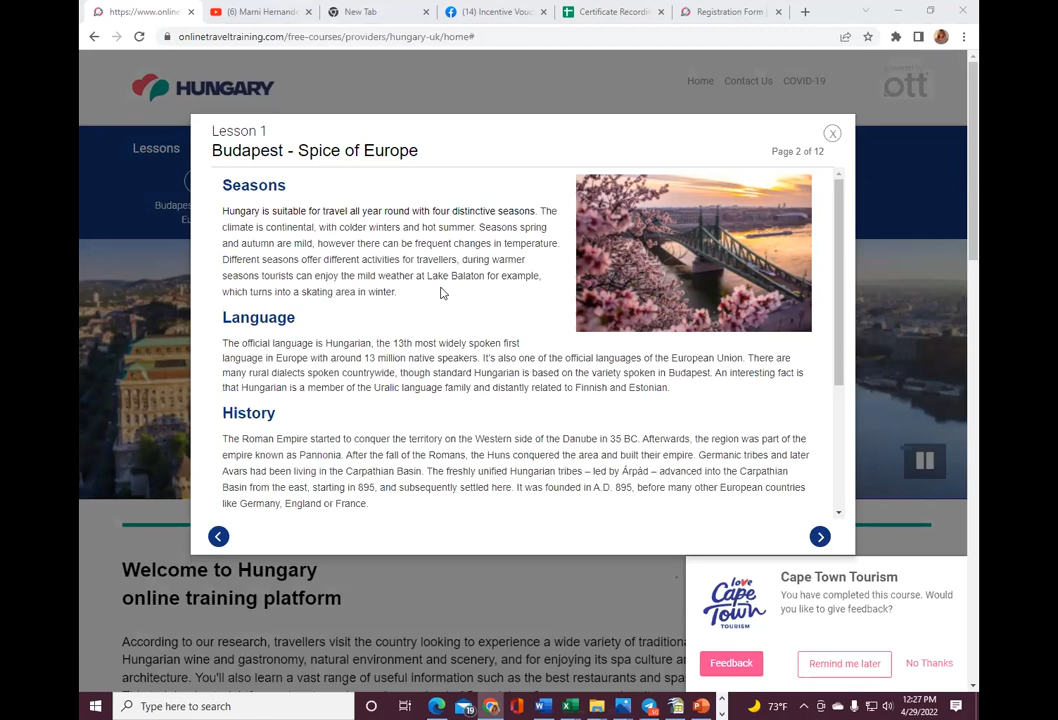 https://www.online
(6) Marni Hernand
New Tab
(14) Incentive Vouc
Certificate Recordin
Registration Form |
onlinetraveltraining.com/free-courses/providers/hungary-uk/home#
HUNGARY
Home
Contact Us
COVID-19
powered by
ott
Lessons
Budapes
Eu
Lesson 1
Budapest - Spice of Europe
X
Page 2 of 12
Seasons
Hungary is suitable for travel all year round with four distinctive seasons. The
climate is continental, with colder winters and hot summer. Seasons spring
and autumn are mild, however there can be frequent changes in temperature.
Different seasons offer different activities for travellers, during warmer
seasons tourists can enjoy the mild weather at Lake Balaton for example,
which turns into a skating area in winter.
Language
The official language is Hungarian, the 13th most widely spoken first
language in Europe with around 13 million native speakers. It's also one of the official languages of the European Union. There are
many rural dialects spoken countrywide, though standard Hungarian is based on the variety spoken in Budapest. An interesting fact is
that Hungarian is a member of the Uralic language family and distantly related to Finnish and Estonian.
History
The Roman Empire started to conquer the territory on the Western side of the Danube in 35 BC. Afterwards, the region was part of the
empire known as Pannonia. After the fall of the Romans, the Huns conquered the area and built their empire. Germanic tribes and later
Avars had been living in the Carpathian Basin. The freshly unified Hungarian tribes – led by Árpád – advanced into the Carpathian
Basin from the east, starting in 895, and subsequently settled here. It was founded in A.D. 895, before many other European countries
like Germany, England or France.
Welcome to Hungary
online training platform
According to our research, travellers visit the country looking to experience a wide variety of traditiona
Hungarian wine and gastronomy, natural environment and scenery, and for enjoying its spa culture a
architecture. You'll also learn a vast range of useful information such as the best restaurants and spa
love
Cape
Town
TOURISM
Cape Town Tourism
You have completed this course. Would
you like to give feedback?
Feedback
Remind me later
No Thanks
Type here to search
19
73°F
12:27 PM
4/29/2022